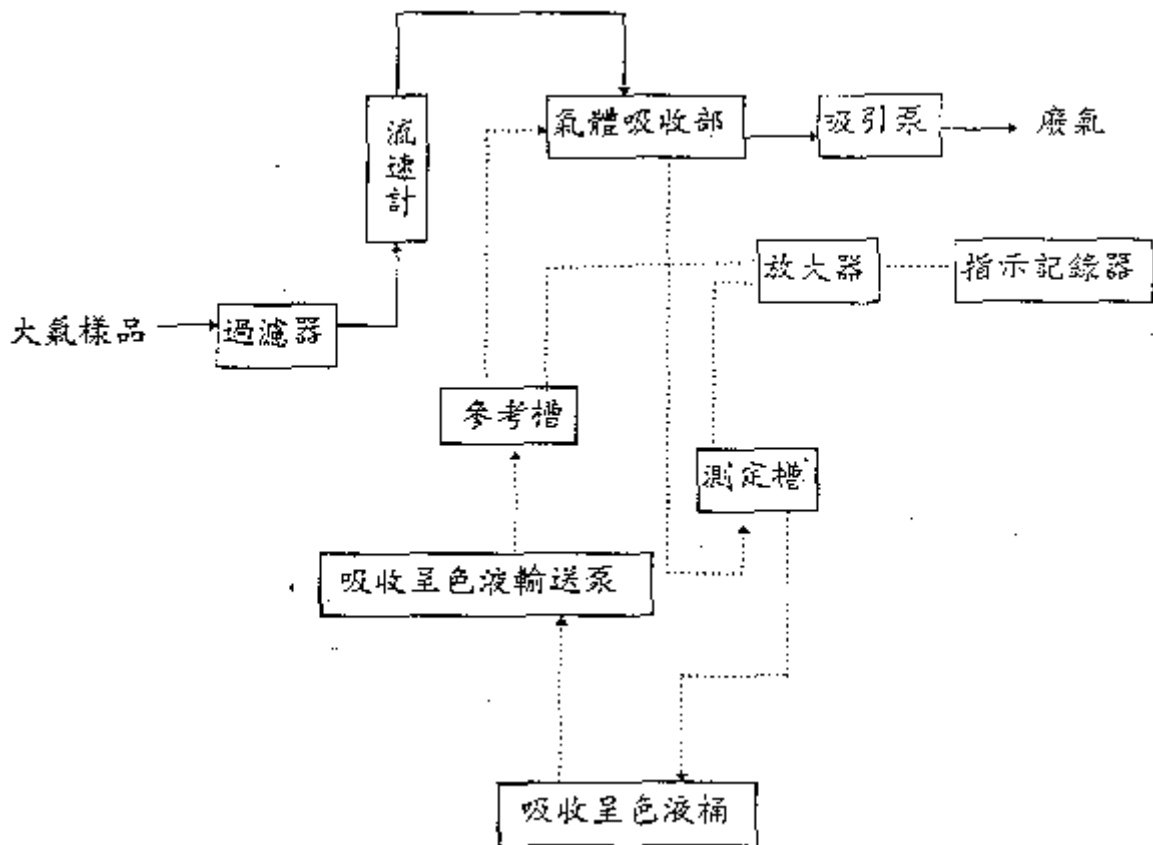 氣體吸收部
吸引泵
廢氣
流速計
放大器
指示記錄器
大氣樣品
過濾器
參考槽
測定槽
吸收呈色液輸送泵
吸收呈色液桶